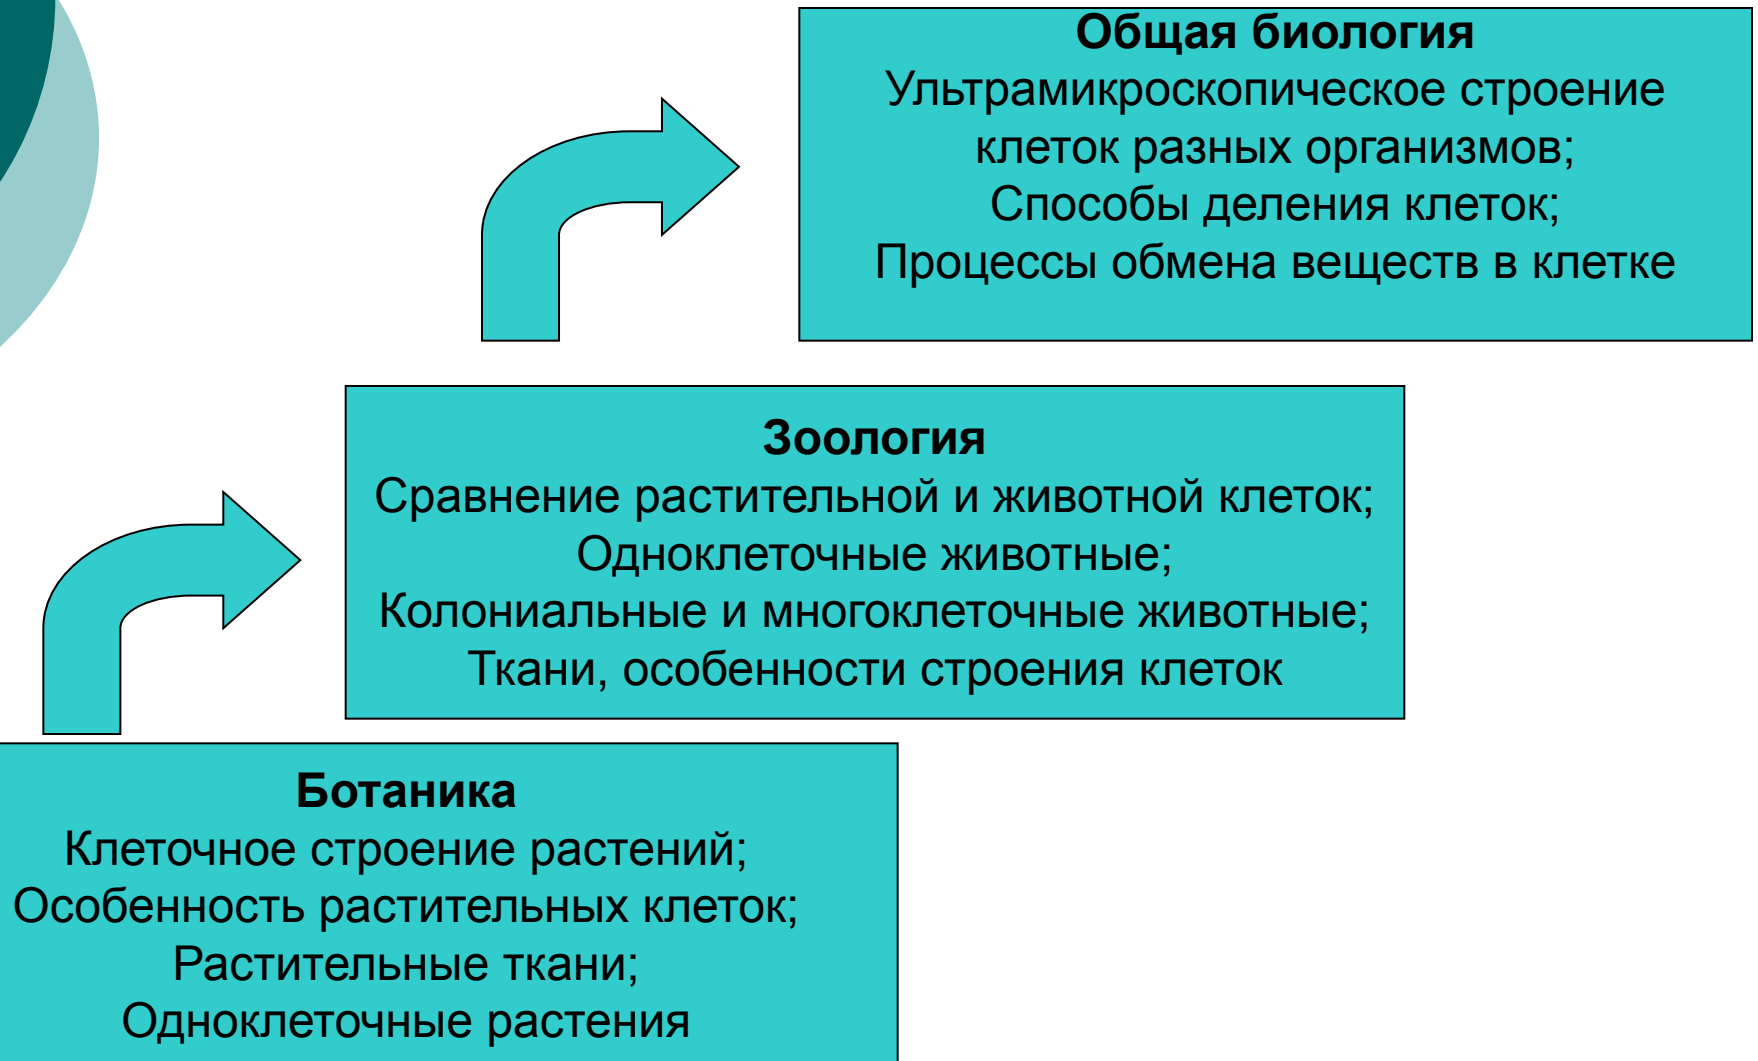 Общая биология
Ультрамикроскопическое строение
клеток разных организмов;
Способы деления клеток;
Процессы обмена веществ в клетке
Зоология
Сравнение растительной и животной клеток;
Одноклеточные животные;
Колониальные и многоклеточные животные;
Ткани, особенности строения клеток
Ботаника
Клеточное строение растений;
Особенность растительных клеток;
Растительные ткани;
Одноклеточные растения